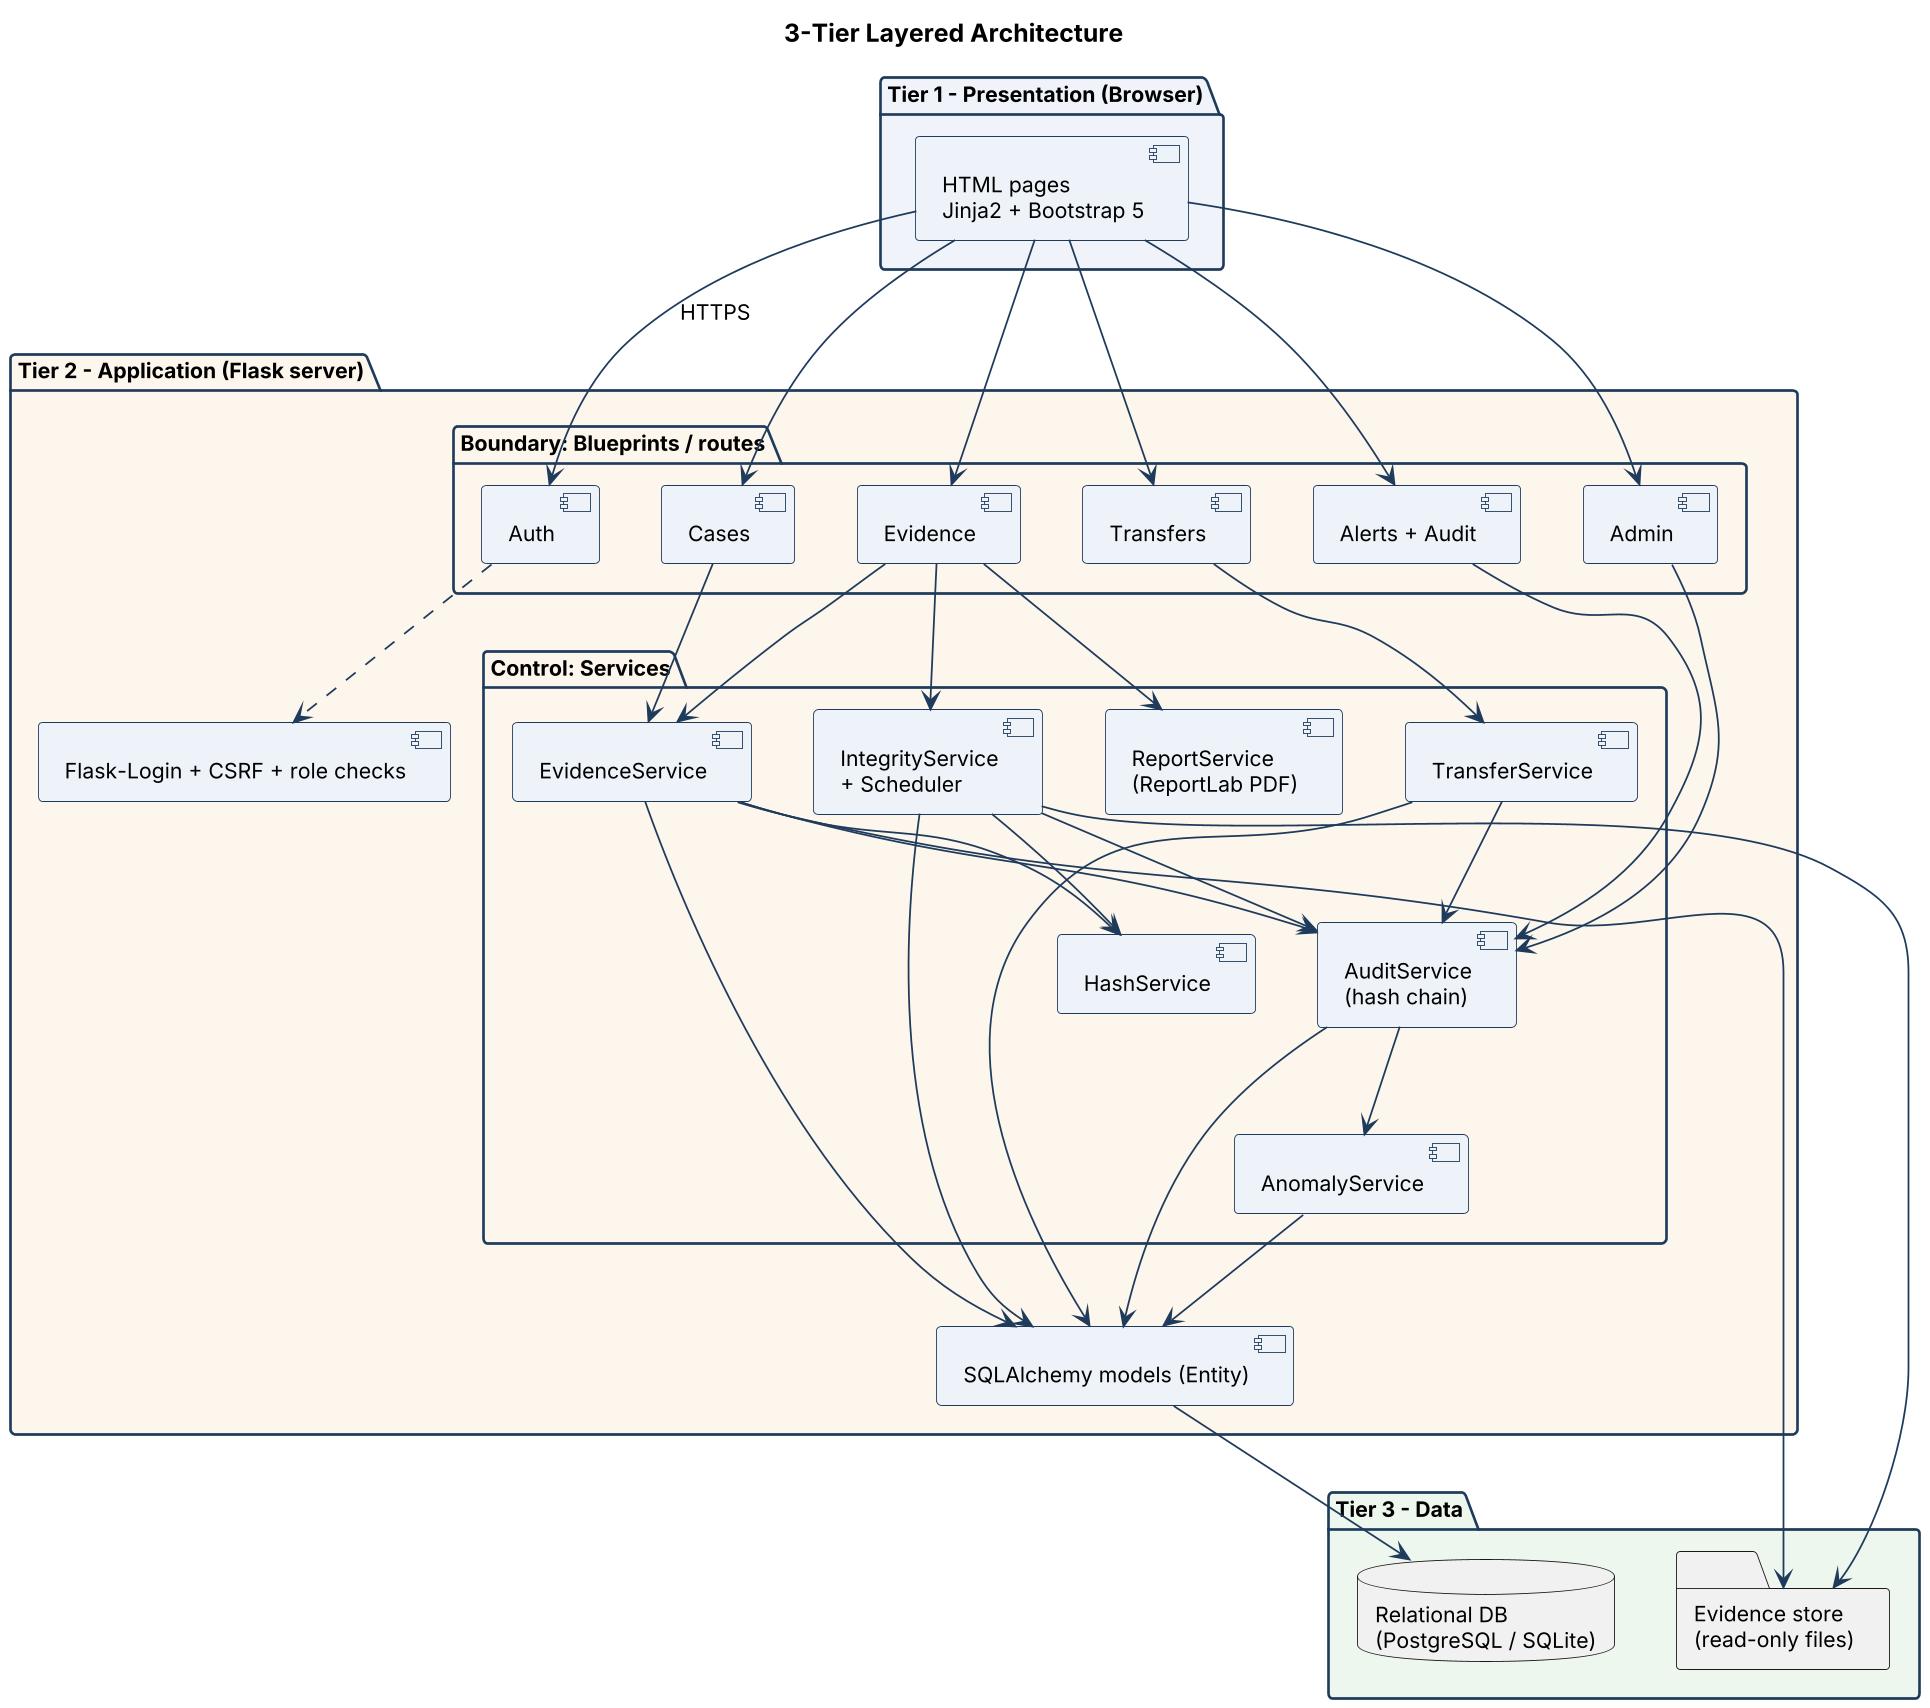 3-Tier Layered Architecture
Tier 1 - Presentation (Browser)
HTML pages
Jinja2 + Bootstrap 5
HTTPS
Tier 2 - Application (Flask server)
Boundary: Blueprints / routes
Auth
Cases
Evidence
Transfers
Alerts + Audit
Admin
Control: Services
Flask-Login + CSRF + role checks
EvidenceService
IntegrityService
+ Scheduler
ReportService
(ReportLab PDF)
TransferService
HashService
AuditService
(hash chain)
AnomalyService
SQLAlchemy models (Entity)
Tier 3 - Data
Relational DB
(PostgreSQL / SQLite)
Evidence store
(read-only files)